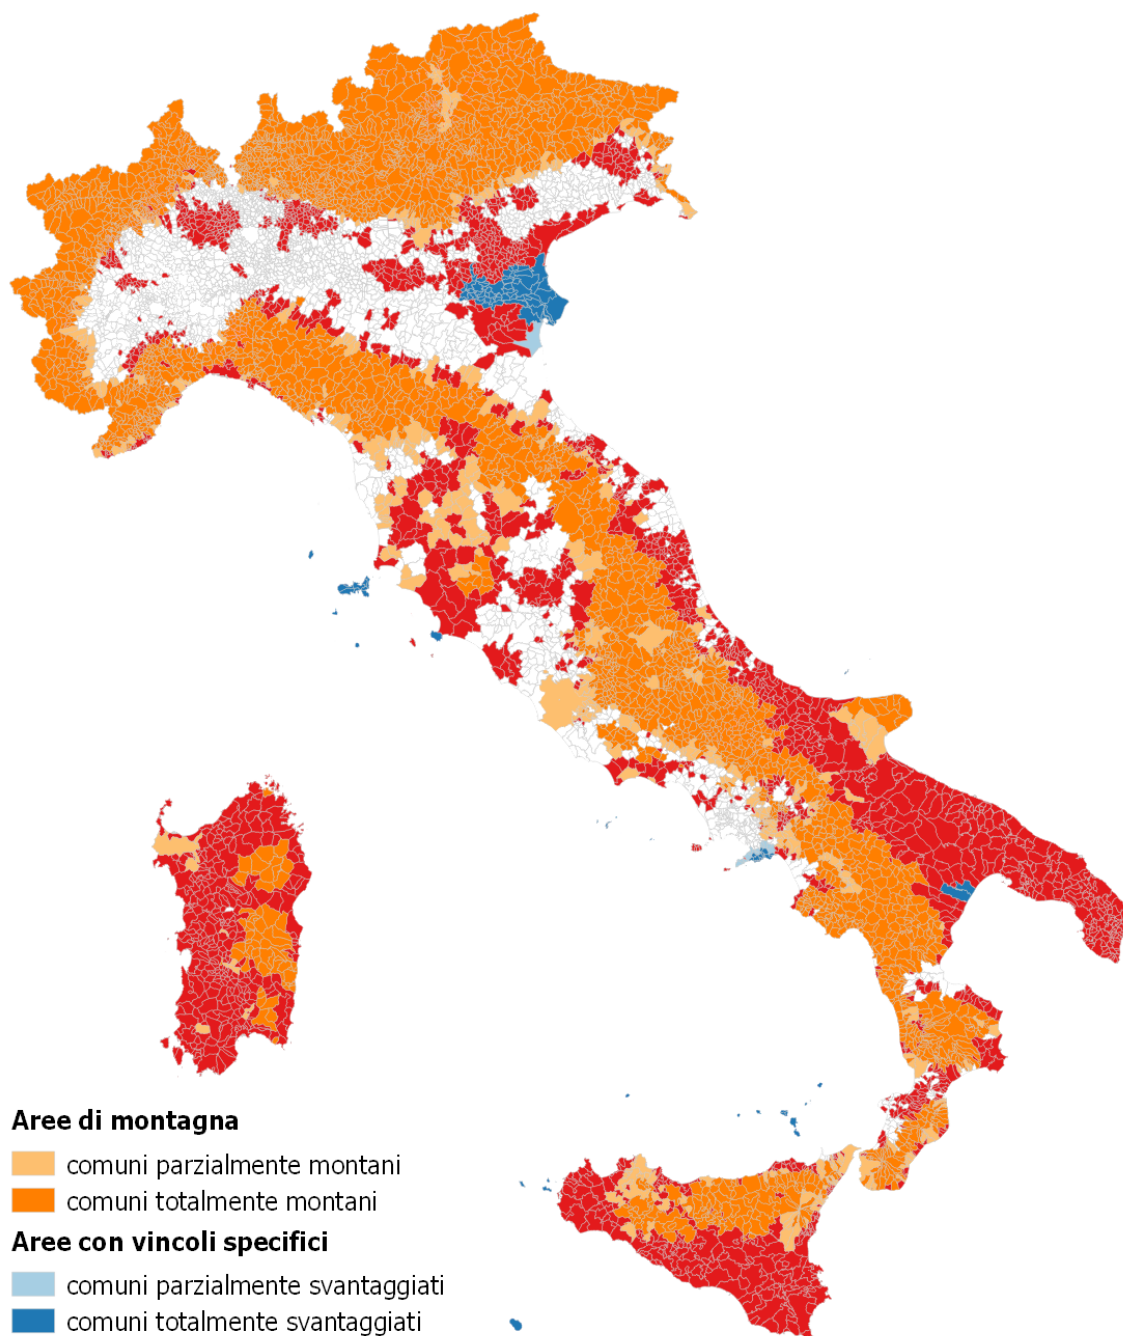 Aree di montagna
comuni parzialmente montani
comuni totalmente montani
Aree con vincoli specifici
comuni parzialmente svantaggiati
comuni totalmente svantaggiati